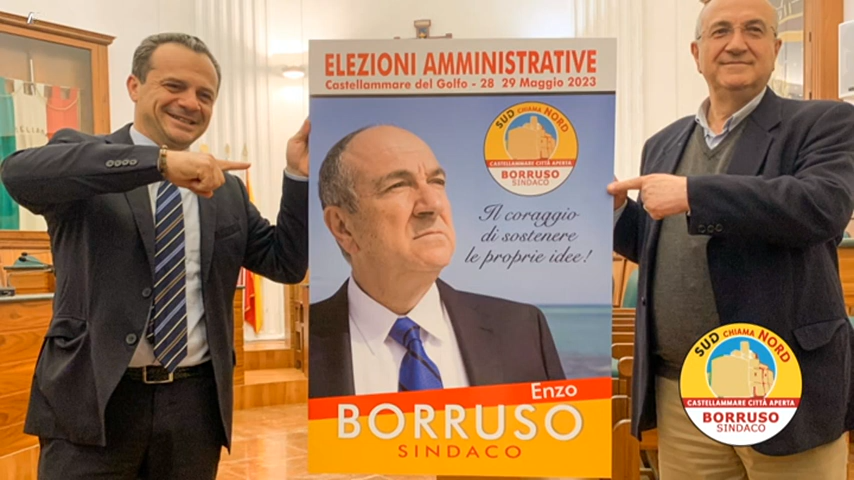 ELEZIONI AMMINISTRATIVE
Castellammare del Golfo - 28 29 Maggio 2023
SUD CHIAMA NORD
CASTELLAMMARE CITTÀ APERTA
BORRUSO
SINDACO
Il coraggio
di sostenere
le proprie idee!
Enzo
BORRUSO
SINDACO
SUD CHIAMA NORD
CASTELLAMMARE CITTÀ APERTA
BORRUSO
SINDACO